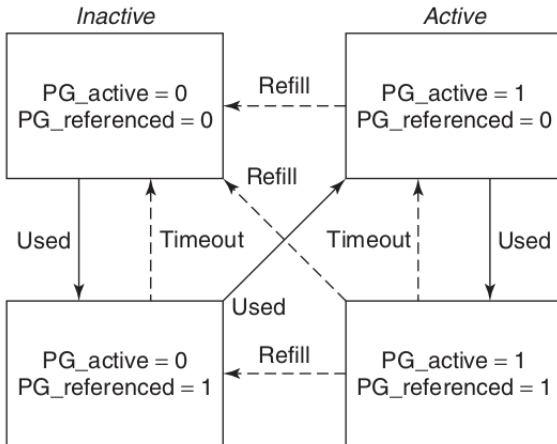 Inactive
Active
PG_active = 0
PG_referenced = 0
Refill
PG_active = 1
PG_referenced = 0
Refill
Used
Timeout
Timeout
Used
Used
PG_active = 0
PG_referenced = 1
Refill
PG_active = 1
PG_referenced = 1